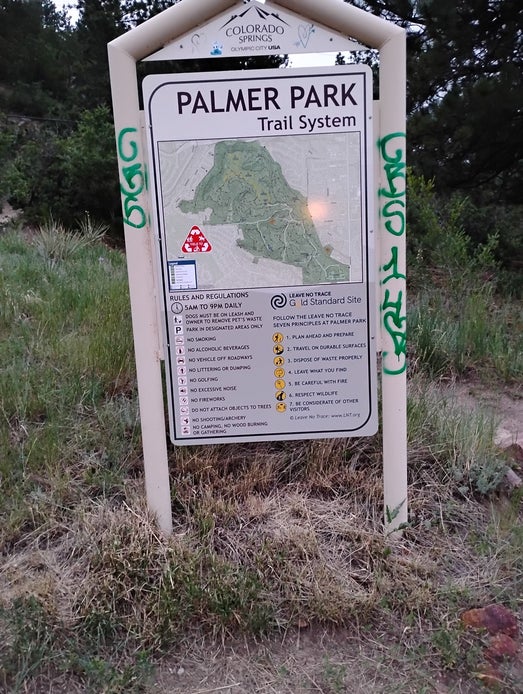 COLORADO
SPRINGS
OLYMPIC CITY USA
PALMER PARK
Trail System
RULES AND REGULATIONS
5AM TO 9PM DAILY
DOGS MUST BE ON LEASH AND
OWNER TO REMOVE PET'S WASTE
P PARK IN DESIGNATED AREAS ONLY
NO SMOKING
NO ALCOHOLIC BEVERAGES
NO VEHICLE OFF ROADWAYS
NO LITTERING OR DUMPING
NO GOLFING
NO EXCESSIVE NOISE
NO FIREWORKS
DO NOT ATTACH OBJECTS TO TREES
NO SHOOTING/ARCHERY
NO CAMPING, NO WOOD BURNING
OR GATHERING
LEAVE NO TRACE
Gold Standard Site
FOLLOW THE LEAVE NO TRACE
SEVEN PRINCIPLES AT PALMER PARK
1. PLAN AHEAD AND PREPARE
2. TRAVEL ON DURABLE SURFACES
3. DISPOSE OF WASTE PROPERLY
4. LEAVE WHAT YOU FIND
5. BE CAREFUL WITH FIRE
6. RESPECT WILDLIFE
7. BE CONSIDERATE OF OTHER
VISITORS
© Leave No Trace: www.LNT.org